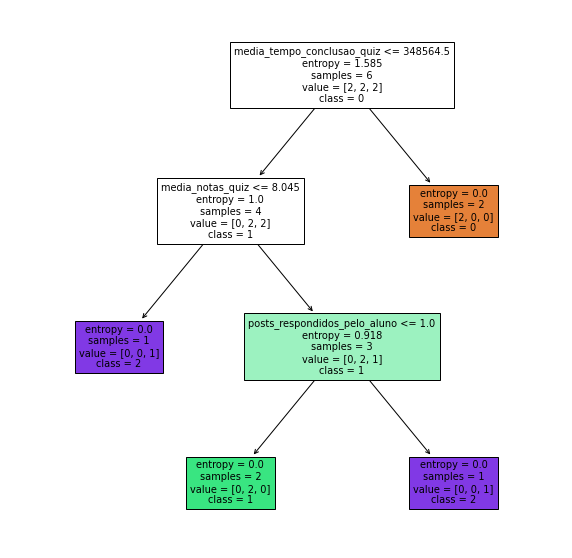 media_tempo_conclusao_quiz <= 348564.5
entropy = 1.585
samples = 6
value = [2, 2, 2]
class = 0
media_notas_quiz <= 8.045
entropy = 1.0
samples = 4
value = [0, 2, 2]
class = 1
entropy = 0.0
samples = 2
value = [2, 0, 0]
class = 0
entropy = 0.0
samples = 1
value = [0, 0, 1]
class = 2
posts_respondidos_pelo_aluno <= 1.0
entropy = 0.918
samples = 3
value = [0, 2, 1]
class = 1
entropy = 0.0
samples = 2
value = [0, 2, 0]
class = 1
entropy = 0.0
samples = 1
value = [0, 0, 1]
class = 2